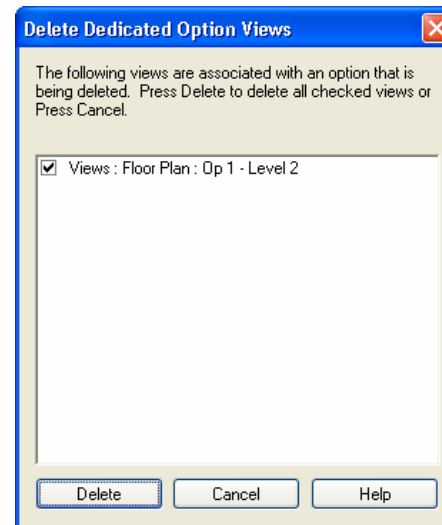 Delete Dedicated Option Views
The following views are associated with an option that is
being deleted. Press Delete to delete all checked views or
Press Cancel.
Views : Floor Plan : Op 1 - Level 2
Delete
Cancel
Help